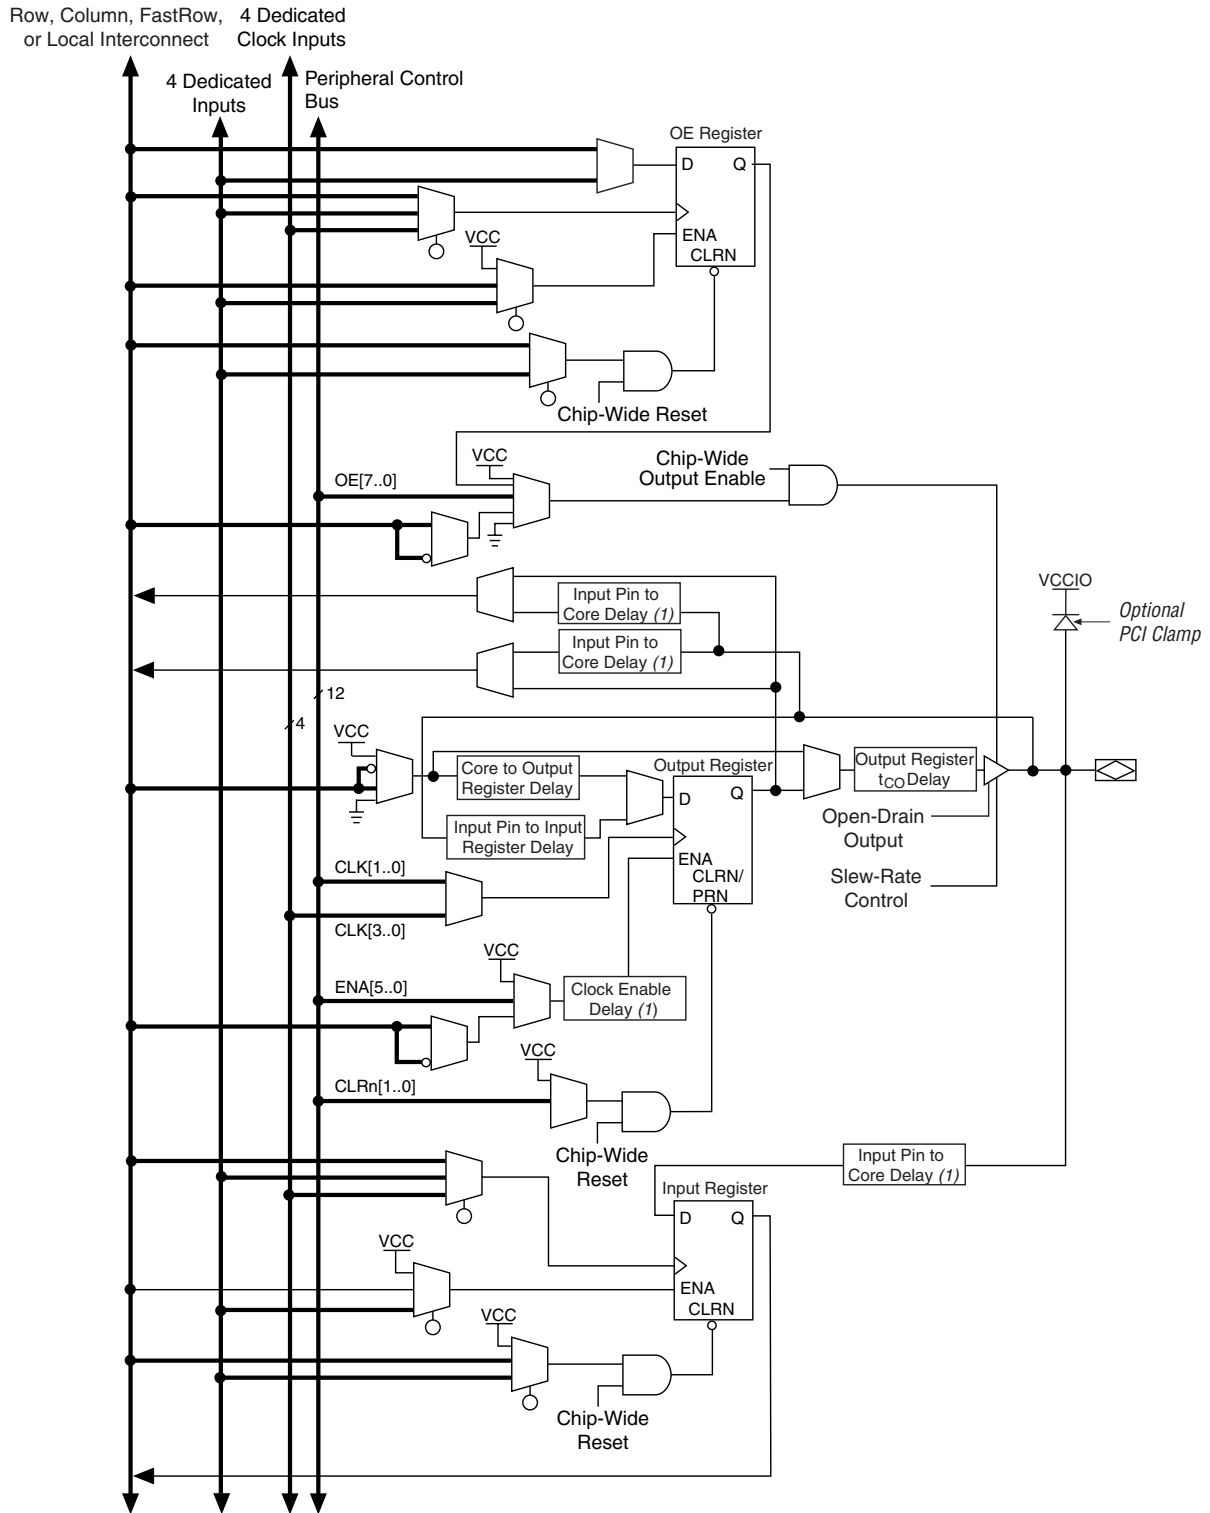 Row, Column, FastRow,
or Local Interconnect
4 Dedicated
Clock Inputs
4 Dedicated
Inputs
Peripheral Control
Bus
OE Register
D
Q
ENA
CLRN
VCC
Chip-Wide Reset
VCC
OE[7..0]
Chip-Wide
Output Enable
Input Pin to
Core Delay (1)
Input Pin to
Core Delay (1)
VCCIO
Optional
PCI Clamp
12
4
VCC
Core to Output
Register Delay
Input Pin to Input
Register Delay
Output Register
D
Q
ENA
CLRN/
PRN
Output Register
tCO Delay
Open-Drain
Output
Slew-Rate
Control
CLK[1..0]
CLK[3..0]
VCC
ENA[5..0]
Clock Enable
Delay (1)
VCC
CLRn[1..0]
Chip-Wide
Reset
Input Pin to
Core Delay (1)
Input Register
D
Q
ENA
CLRN
VCC
VCC
Chip-Wide
Reset